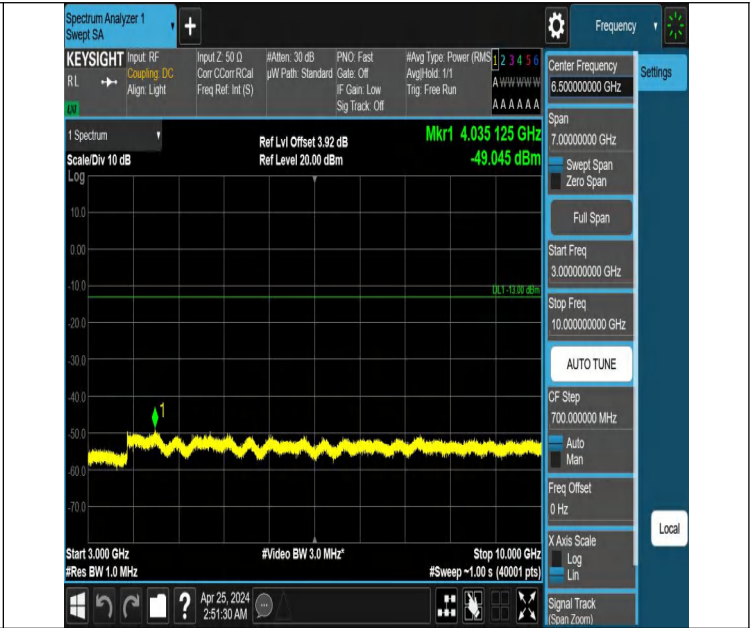 Spectrum Analyzer 1
Swept SA
Frequency
KEYSIGHT
RL
LXI
Input: RF
Coupling: DC
Align: Light
Input Z: 50 Ω
Corr CCorr RCal
Freq Ref: Int (S)
#Atten: 30 dB
µW Path: Standard
PNO: Fast
Gate: Off
IF Gain: Low
Sig Track: Off
#Avg Type: Power (RMS
Avg|Hold: 1/1
Trig: Free Run
1 2 3 4 5 6
A W W W W W
A A A A A A
1 Spectrum
Scale/Div 10 dB
Ref Lvl Offset 3.92 dB
Ref Level 20.00 dBm
Mkr1 4.035 125 GHz
-49.045 dBm
Log
10.0
0.00
-10.0
DL1 -13.00 dBm
-20.0
-30.0
-40.0
1
-50.0
-60.0
-70.0
Start 3.000 GHz
#Video BW 3.0 MHz*
Stop 10.000 GHz
#Res BW 1.0 MHz
#Sweep ~1.00 s (40001 pts)
Center Frequency
6.500000000 GHz
Settings
Span
7.00000000 GHz
Swept Span
Zero Span
Full Span
Start Freq
3.000000000 GHz
Stop Freq
10.000000000 GHz
AUTO TUNE
CF Step
700.000000 MHz
Auto
Man
Freq Offset
0 Hz
X Axis Scale
Log
Lin
Local
Signal Track
(Span Zoom)
?
Apr 25, 2024
2:51:30 AM